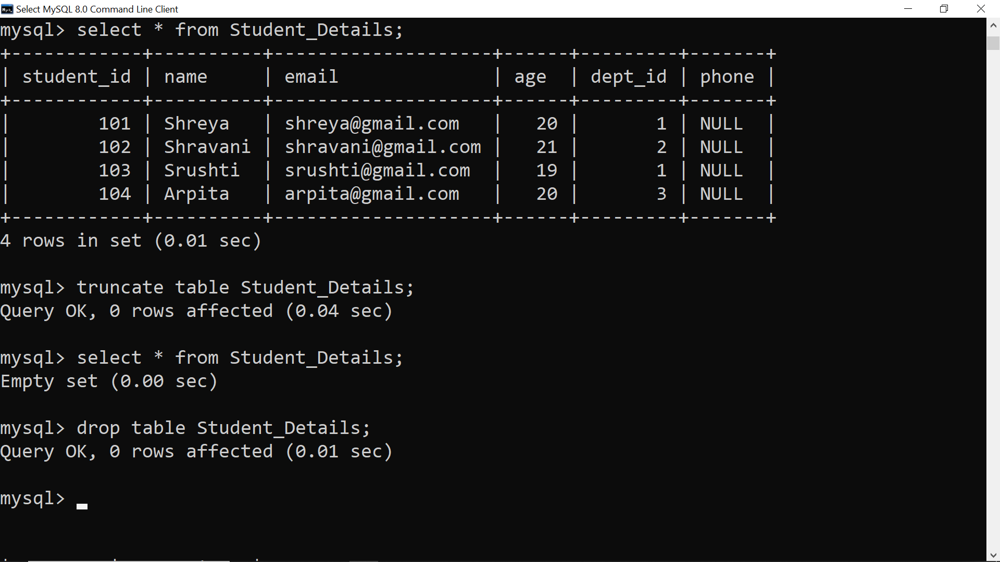 Select MySQL 8.0 Command Line Client
mysql> select * from Student_Details;
+------------+----------+--------------------+------+---------+-------+
| student_id | name     | email              | age  | dept_id | phone |
+------------+----------+--------------------+------+---------+-------+
|        101 | Shreya   | shreya@gmail.com   |   20 |       1 | NULL  |
|        102 | Shravani | shravani@gmail.com |   21 |       2 | NULL  |
|        103 | Srushti  | srushti@gmail.com  |   19 |       1 | NULL  |
|        104 | Arpita   | arpita@gmail.com   |   20 |       3 | NULL  |
+------------+----------+--------------------+------+---------+-------+
4 rows in set (0.01 sec)
mysql> truncate table Student_Details;
Query OK, 0 rows affected (0.04 sec)
mysql> select * from Student_Details;
Empty set (0.00 sec)
mysql> drop table Student_Details;
Query OK, 0 rows affected (0.01 sec)
mysql>